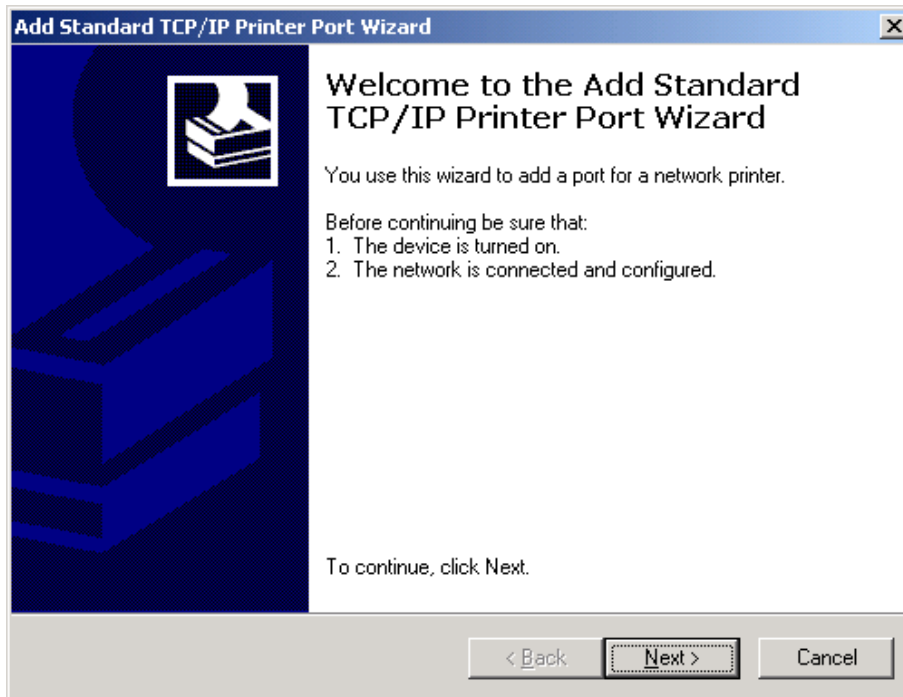 Add Standard TCP/IP Printer Port Wizard
Welcome to the Add Standard
TCP/IP Printer Port Wizard
You use this wizard to add a port for a network printer.
Before continuing be sure that:
1. The device is turned on.
2. The network is connected and configured.
To continue, click Next.
< Back
Next >
Cancel